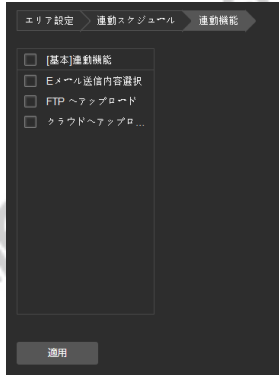 エリア設定 連動スケジュール 連動機能
[基本]連動機能
Eメール送信内容選択
FTP へアップロード
クラウドへアップロ...
適用